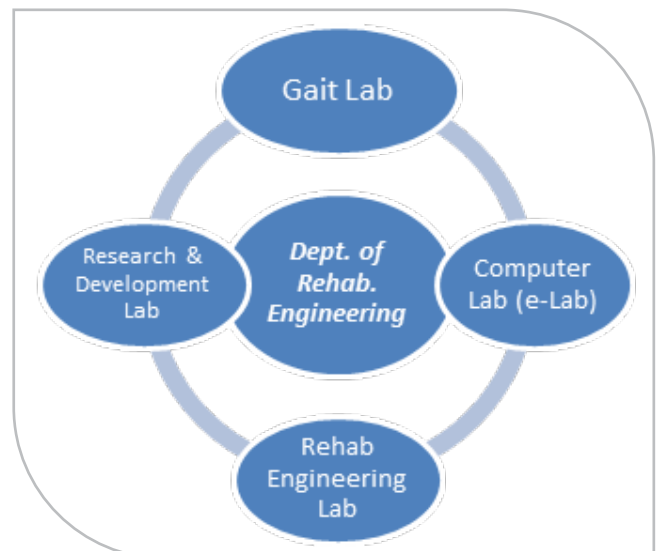 Gait Lab
Research &
Development
Lab
Dept. of
Rehab.
Engineering
Computer
Lab (e-Lab)
Rehab
Engineering
Lab